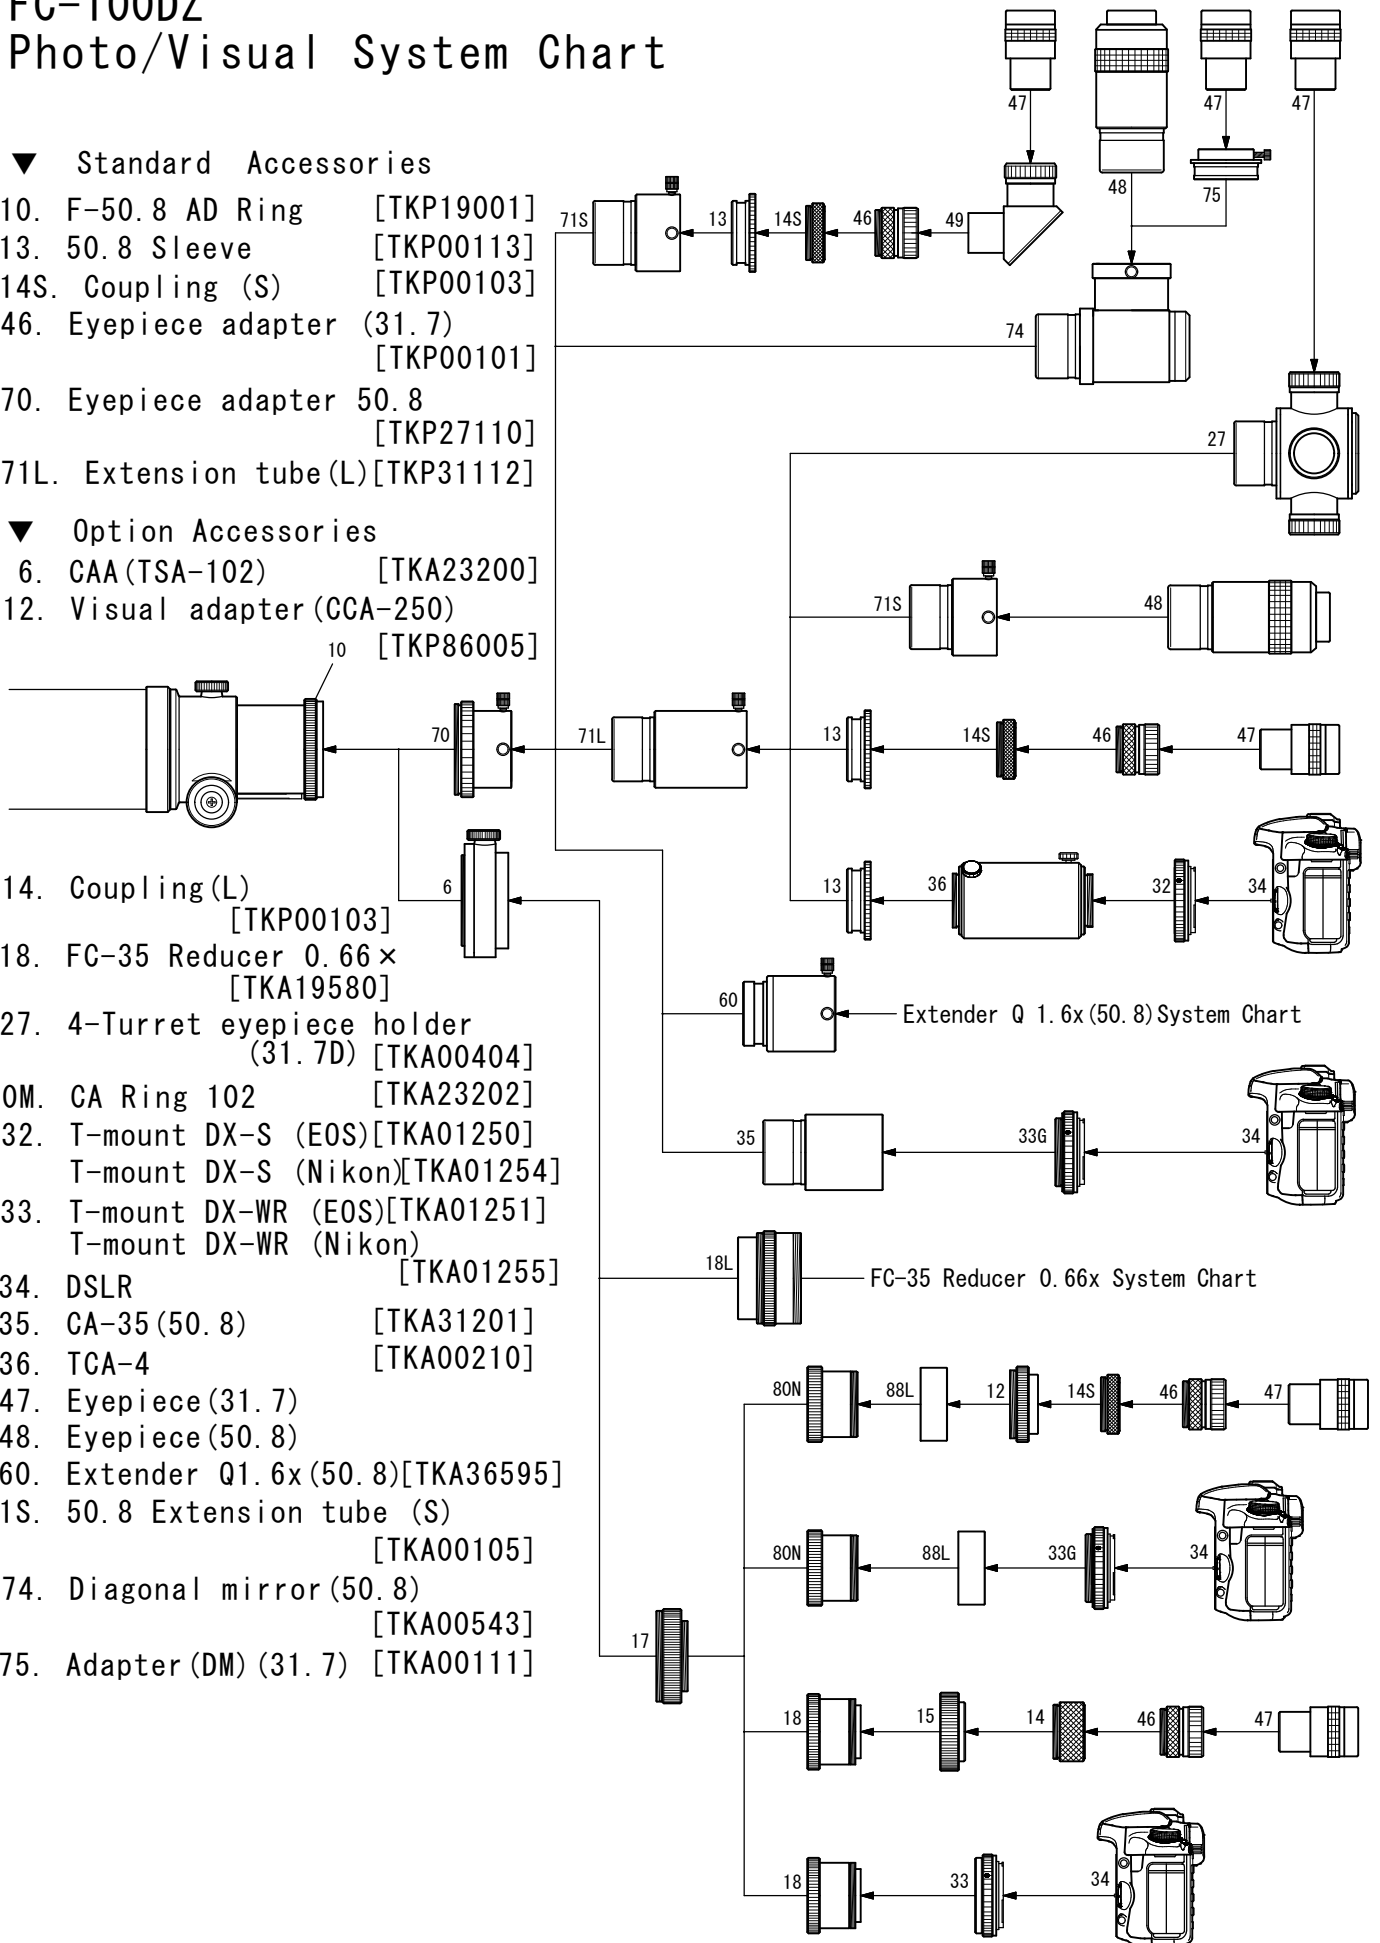 FC-100DZ
Photo/Visual System Chart
▼ Standard Accessories
10. F-50.8 AD Ring [TKP19001]
13. 50.8 Sleeve [TKP00113]
14S. Coupling (S) [TKP00103]
46. Eyepiece adapter (31.7)
[TKP00101]
70. Eyepiece adapter 50.8
[TKP27110]
71L. Extension tube(L)[TKP31112]
▼ Option Accessories
6. CAA(TSA-102) [TKA23200]
12. Visual adapter(CCA-250)
[TKP86005]
14. Coupling(L)
[TKP00103]
18. FC-35 Reducer 0.66×
[TKA19580]
27. 4-Turret eyepiece holder
(31.7D) [TKA00404]
0M. CA Ring 102 [TKA23202]
32. T-mount DX-S (EOS)[TKA01250]
T-mount DX-S (Nikon)[TKA01254]
33. T-mount DX-WR (EOS)[TKA01251]
T-mount DX-WR (Nikon)
[TKA01255]
34. DSLR
35. CA-35(50.8) [TKA31201]
36. TCA-4 [TKA00210]
47. Eyepiece(31.7)
48. Eyepiece(50.8)
60. Extender Q1.6x(50.8)[TKA36595]
1S. 50.8 Extension tube (S)
[TKA00105]
74. Diagonal mirror(50.8)
[TKA00543]
75. Adapter(DM)(31.7) [TKA00111]
47 47 47
48 75
71S 13 14S 46 49
74
27
71S 48
10
70 71L 13 14S 46 47
6 13 36 32 34
60 Extender Q 1.6x(50.8)System Chart
35 33G 34
18L FC-35 Reducer 0.66x System Chart
80N 88L 12 14S 46 47
80N 88L 33G 34
17
18 15 14 46 47
18 33 34